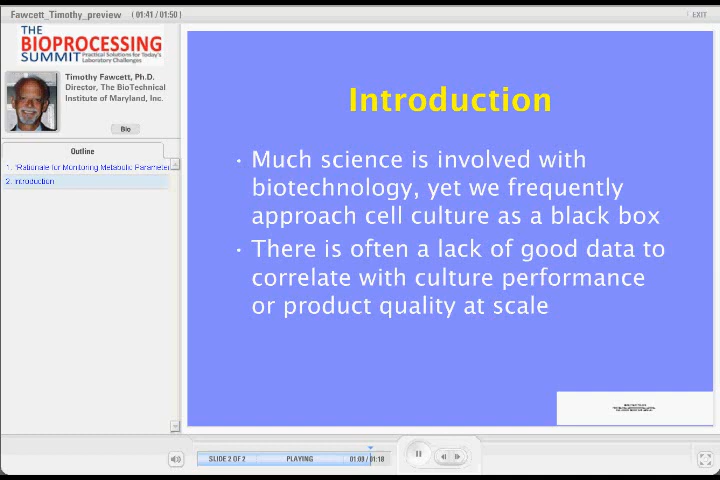 Fawcett_Timothy_preview ( 01:41 / 01:50 )
EXIT
THE
BIOPROCESSING
SUMMIT Practical Solutions for Today's
Laboratory Challenges
Timothy Fawcett, Ph.D.
Director, The BioTechnical
Institute of Maryland, Inc.
Bio
Outline
1. "Rationale for Monitoring Metabolic Parameter
2. Introduction
Introduction
· Much science is involved with
biotechnology, yet we frequently
approach cell culture as a black box
· There is often a lack of good data to
correlate with culture performance
or product quality at scale
SLIDE 2 OF 2 PLAYING 01:09 / 01:18